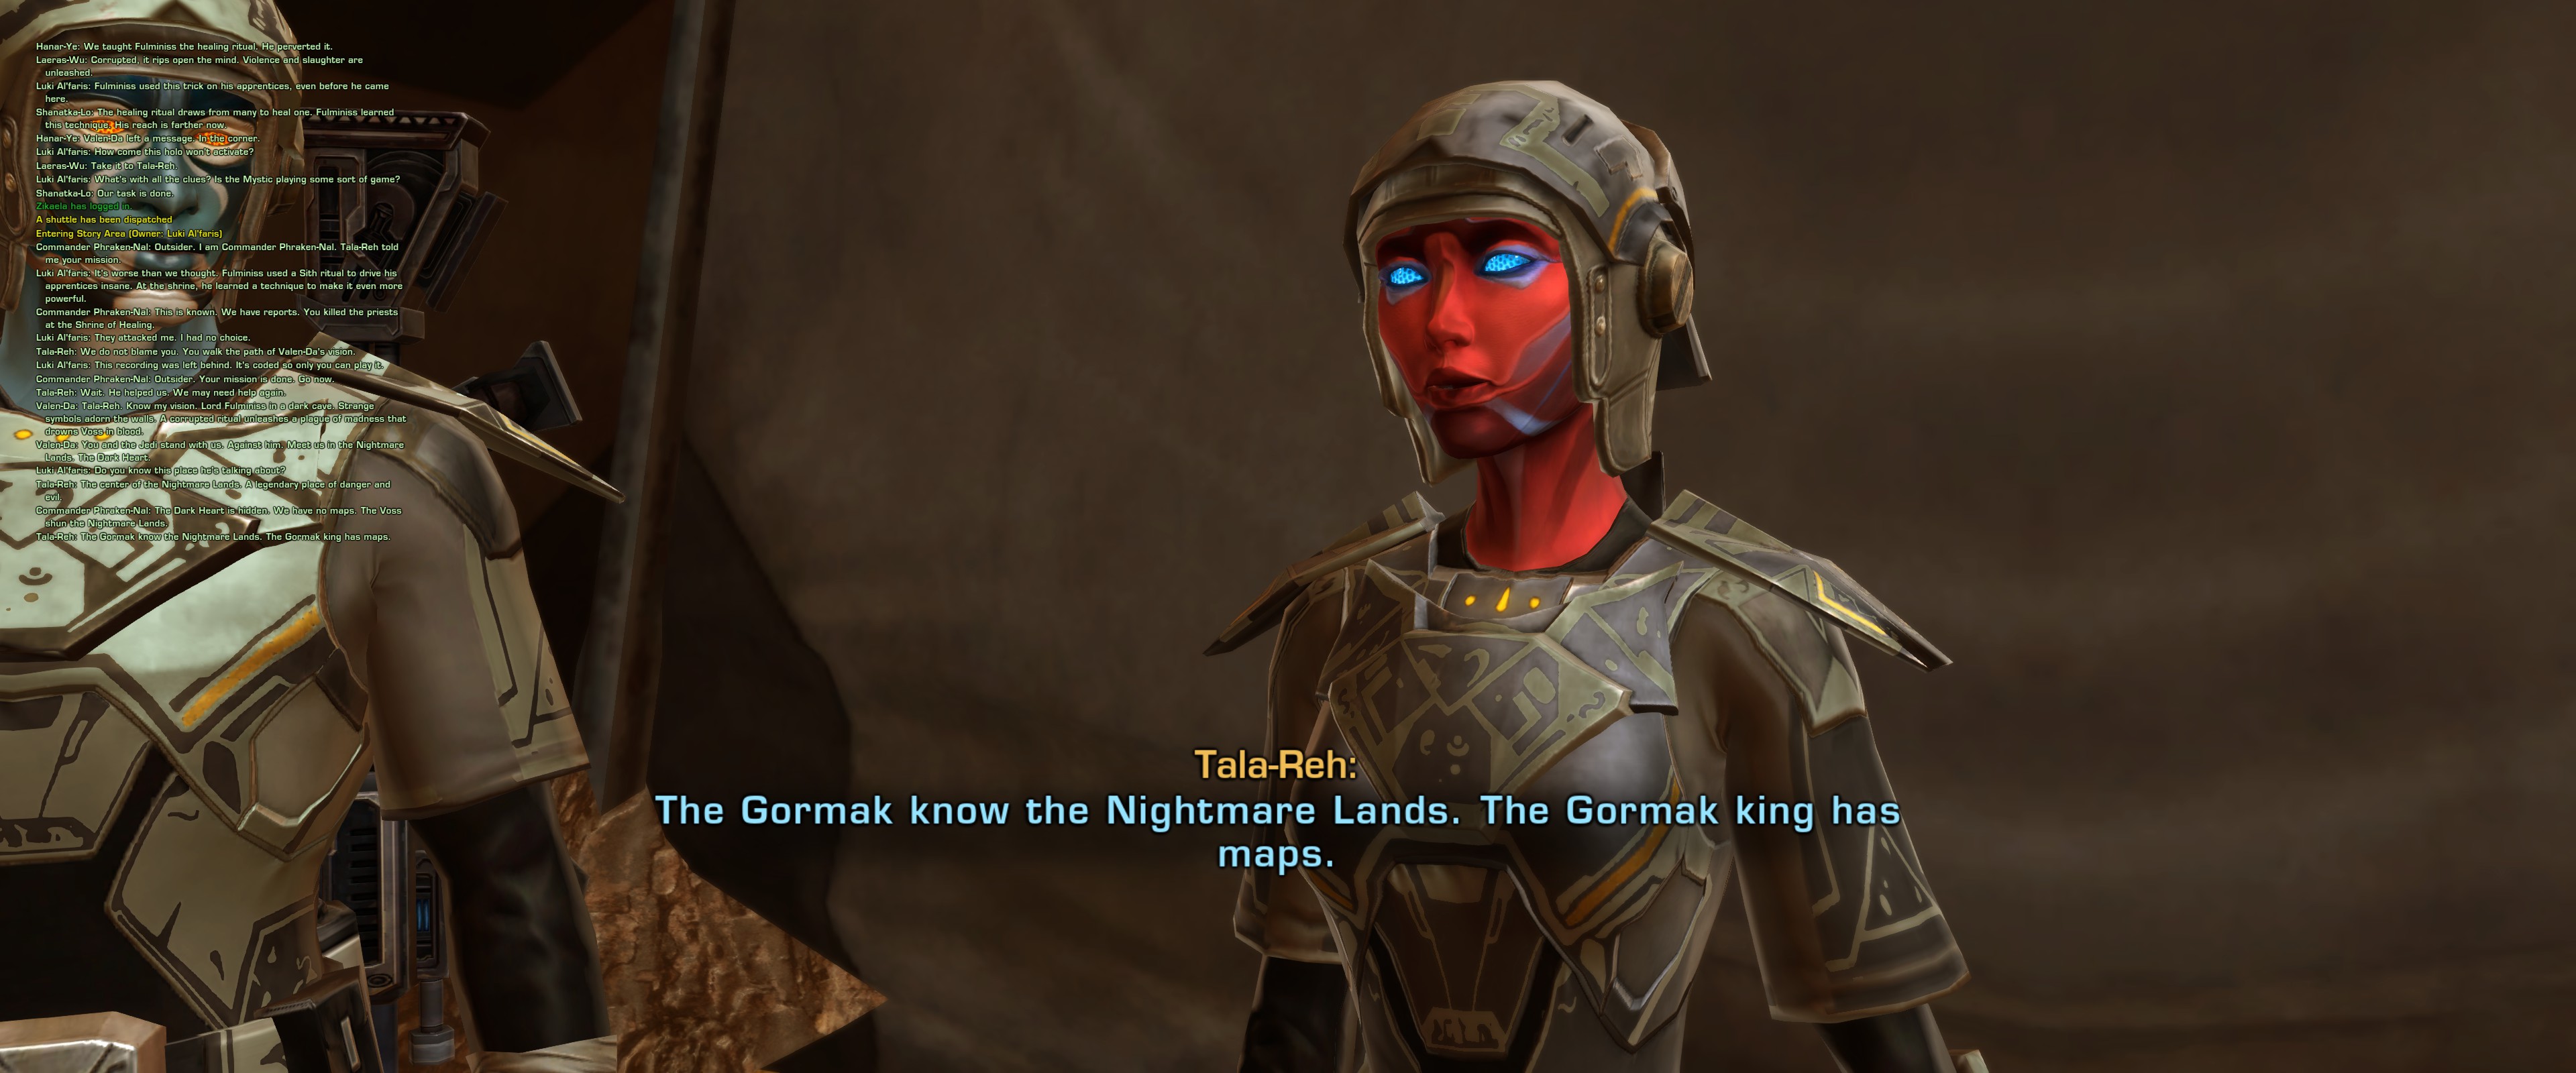 Hanar-Ye: We taught Fulminiss the healing ritual. He perverted it.
Laeras-Wu: Corrupted, it rips open the mind. Violence and slaughter are
unleashed.
Luki Al'faris: Fulminiss used this trick on his apprentices, even before he came
here.
Shanatka-Lo: The healing ritual draws from many to heal one. Fulminiss learned
this technique. His reach is farther now.
Hanar-Ye: Valen-Da left a message. In the corner.
Luki Al'faris: How come this holo won't activate?
Laeras-Wu: Take it to Tala-Reh.
Luki Al'faris: What's with all the clues? Is the Mystic playing some sort of game?
Shanatka-Lo: Our task is done.
Zikaela has logged in.
A shuttle has been dispatched
Entering Story Area (Owner: Luki Al'faris)
Commander Phraken-Nal: Outsider. I am Commander Phraken-Nal. Tala-Reh told
me your mission.
Luki Al'faris: It's worse than we thought. Fulminiss used a Sith ritual to drive his
apprentices insane. At the shrine, he learned a technique to make it even more
powerful.
Commander Phraken-Nal: This is known. We have reports. You killed the priests
at the Shrine of Healing.
Luki Al'faris: They attacked me. I had no choice.
Tala-Reh: We do not blame you. You walk the path of Valen-Da's vision.
Luki Al'faris: This recording was left behind. It's coded so only you can play it.
Commander Phraken-Nal: Outsider. Your mission is done. Go now.
Tala-Reh: Wait. He helped us. We may need help again.
Valen-Da: Tala-Reh. Know my vision. Lord Fulminiss in a dark cave. Strange
symbols adorn the walls. A corrupted ritual unleashes a plague of madness that
drowns Voss in blood.
Valen-Da: You and the Jedi stand with us. Against him. Meet us in the Nightmare
Lands. The Dark Heart.
Luki Al'faris: Do you know this place he's talking about?
Tala-Reh: The center of the Nightmare Lands. A legendary place of danger and
evil.
Commander Phraken-Nal: The Dark Heart is hidden. We have no maps. The Voss
shun the Nightmare Lands.
Tala-Reh: The Gormak know the Nightmare Lands. The Gormak king has maps.
Tala-Reh:
The Gormak know the Nightmare Lands. The Gormak king has
maps.